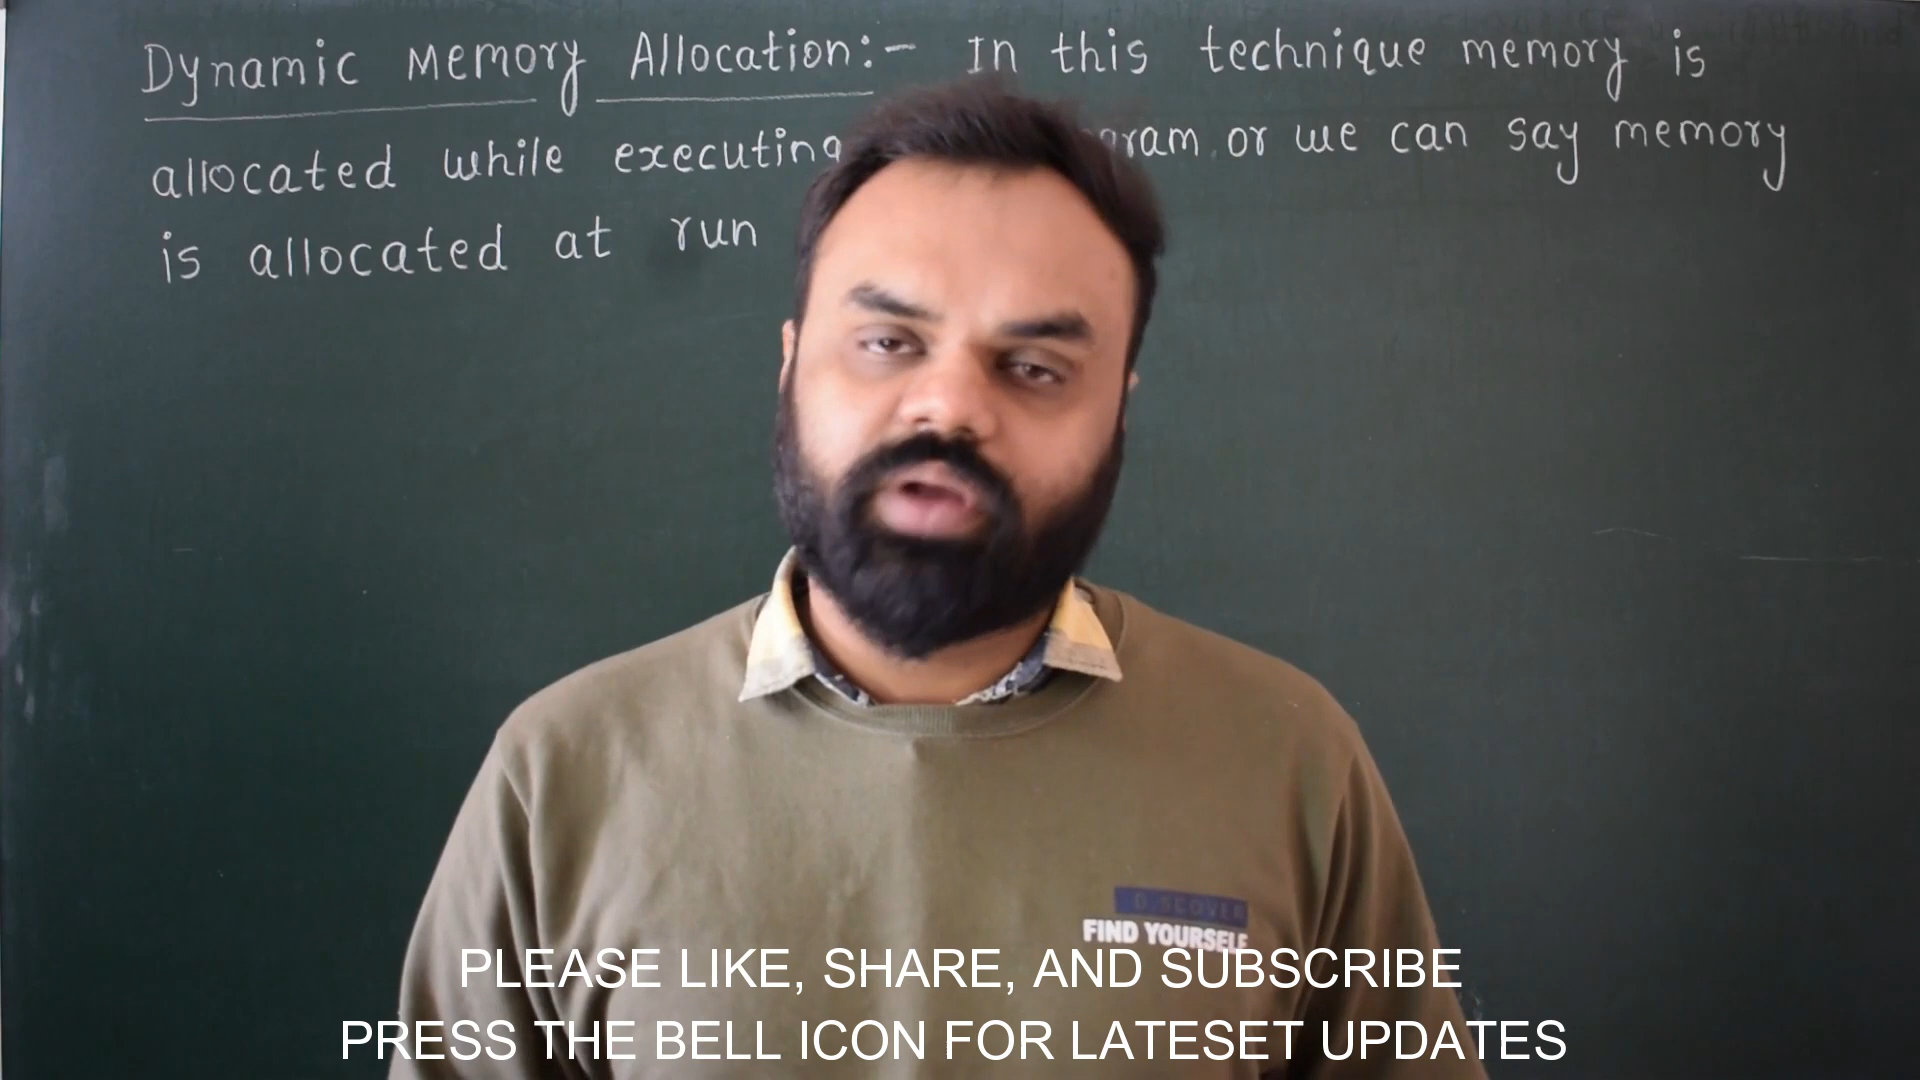 Dynamic Memory Allocation:- In this technique memory is
allocated while executing or we can say memory
is allocated at run
DISCOVER
FIND YOURSELF
PLEASE LIKE, SHARE, AND SUBSCRIBE
PRESS THE BELL ICON FOR LATESET UPDATES